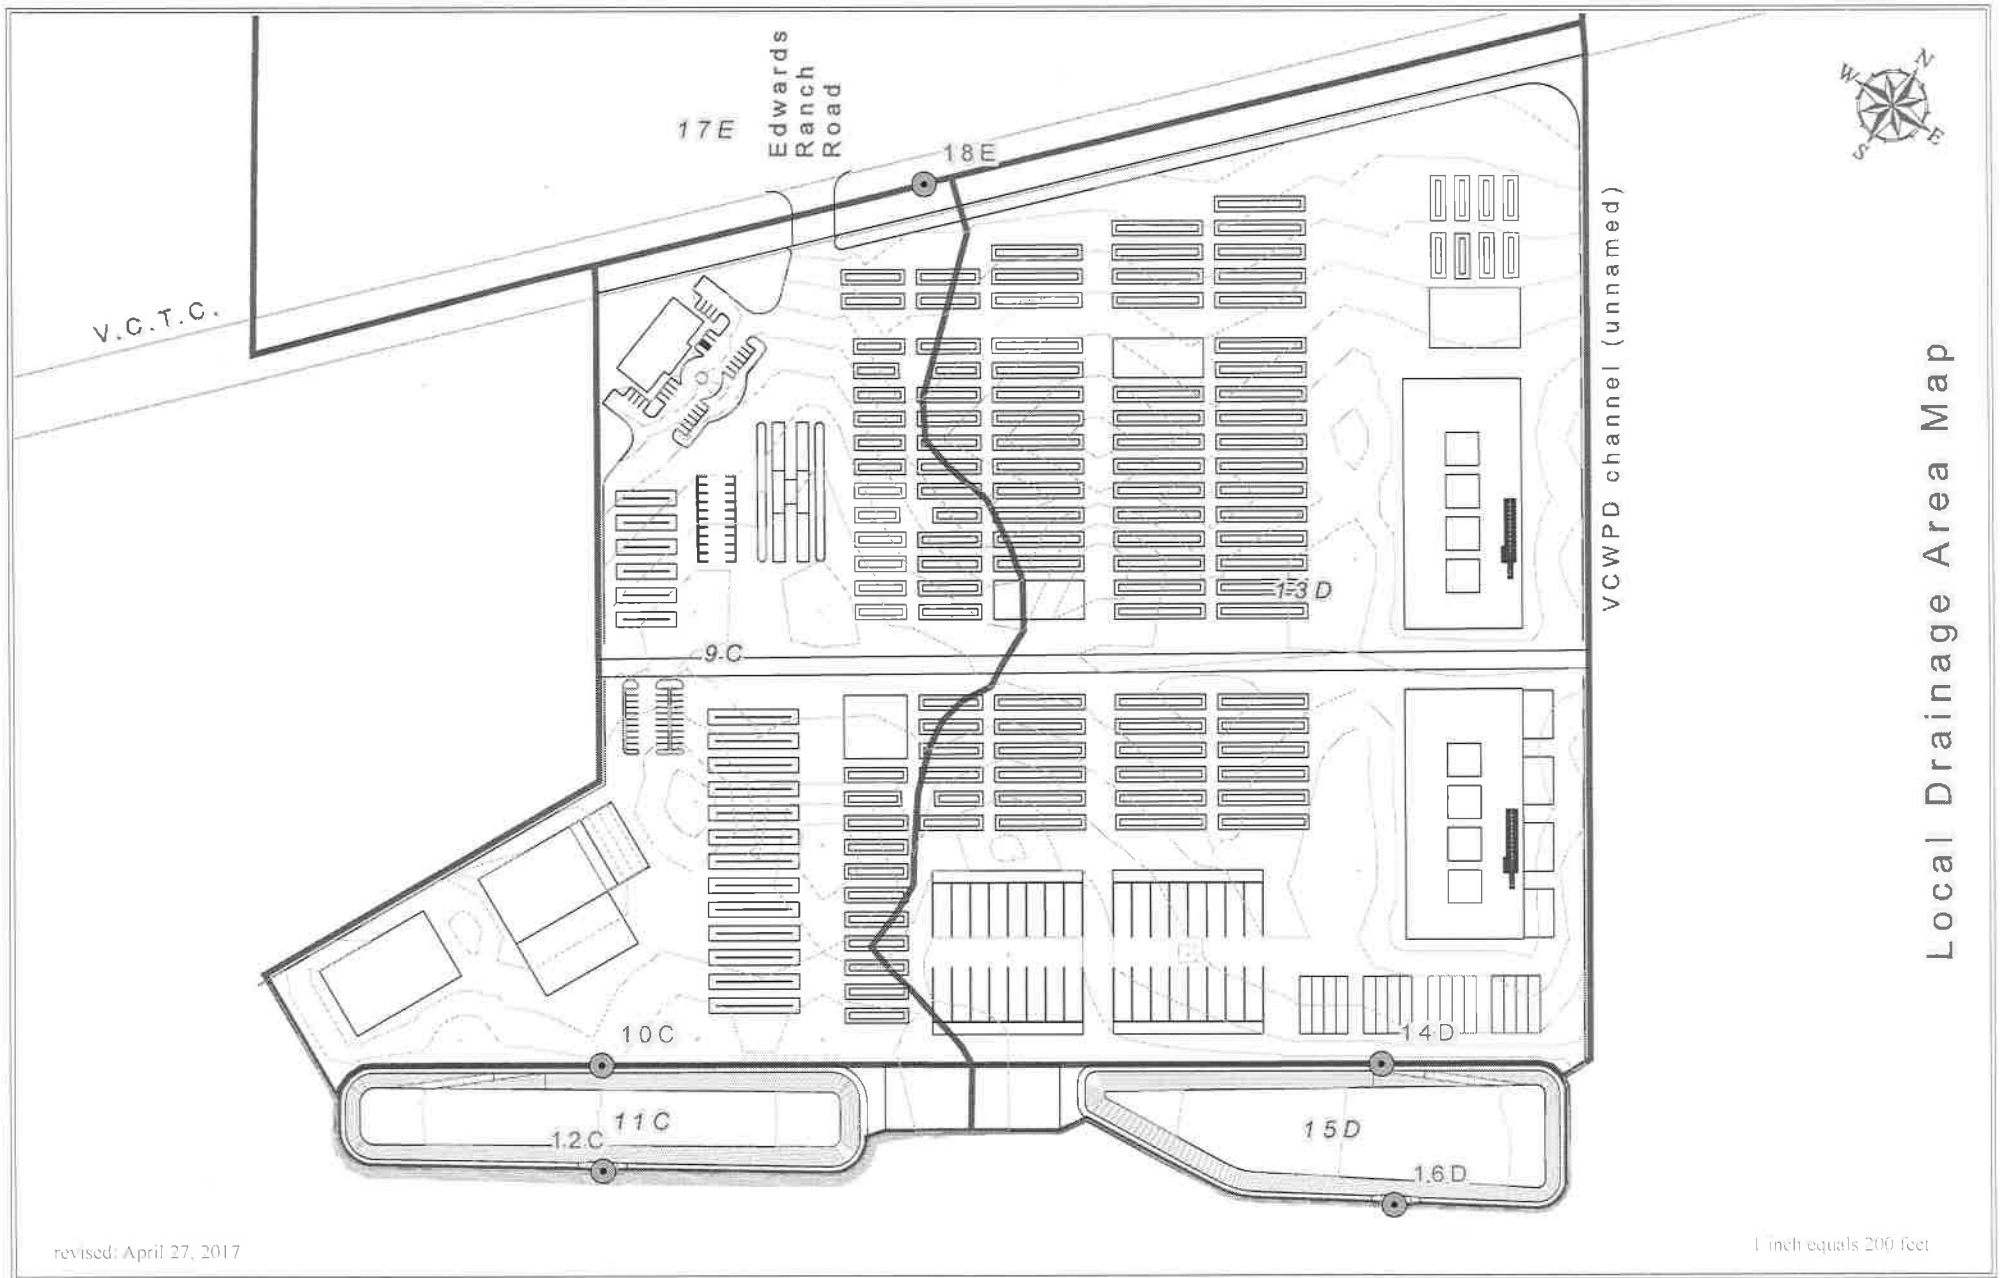 Edwards
Ranch
Road
17E
18E
N
W
E
S
V.C.T.C.
VCWPD channel (unnamed)
Local Drainage Area Map
13D
9C
10C
14D
11C
12C
15D
16D
revised: April 27, 2017
1 inch equals 200 feet